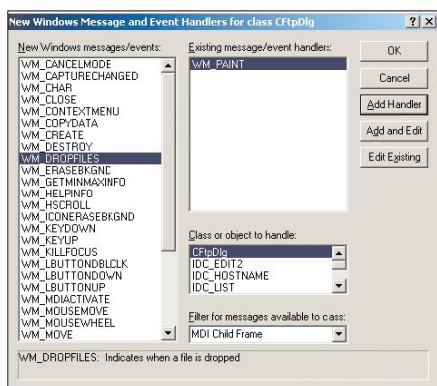 New Windows Message and Event Handlers for class CFtpDlg
New Windows messages/events:
WM_CANCELMODE
WM_CAPTURECHANGED
WM_CHAR
WM_CLOSE
WM_CONTEXTMENU
WM_COPYDATA
WM_CREATE
WM_DESTROY
WM_DROPFILES
WM_ERASEBKGNC
WM_GETMINMAXINFO
WM_HELPINFO
WM_HSCROLL
WM_ICONERASEBKGND
WM_KEYDOWN
WM_KEYUP
WM_KILLFOCUS
WM_LBUTTONDBLCLK
WM_LBUTTONDOWN
WM_LBUTTONUP
WM_MDIACTIVATE
WM_MOUSEMOVE
WM_MOUSEWHEEL
WM_MOVE
Existing message/event handlers:
WM_PAINT
Class or object to handle:
CFtpDlg
IDC_EDIT2
IDC_HOSTNAME
IDC_LIST
Filter for messages available to cass:
MDI Child Frame
OK
Cancel
Add Handler
Add and Edit
Edit Existing
WM_DROPFILES: Indicates when a file is dropped